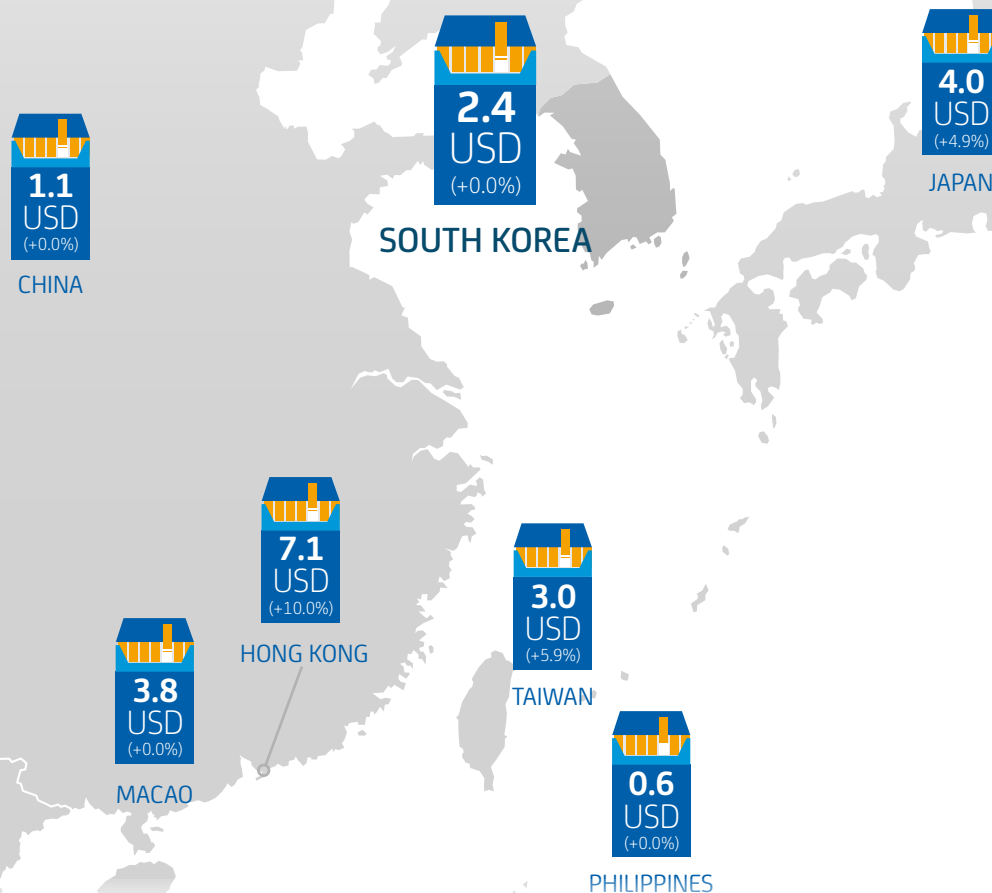 2.4
USD
(+0.0%)
SOUTH KOREA
4.0
USD
(+4.9%)
JAPAN
1.1
USD
(+0.0%)
CHINA
7.1
USD
(+10.0%)
HONG KONG
3.0
USD
(+5.9%)
TAIWAN
3.8
USD
(+0.0%)
MACAO
0.6
USD
(+0.0%)
PHILIPPINES